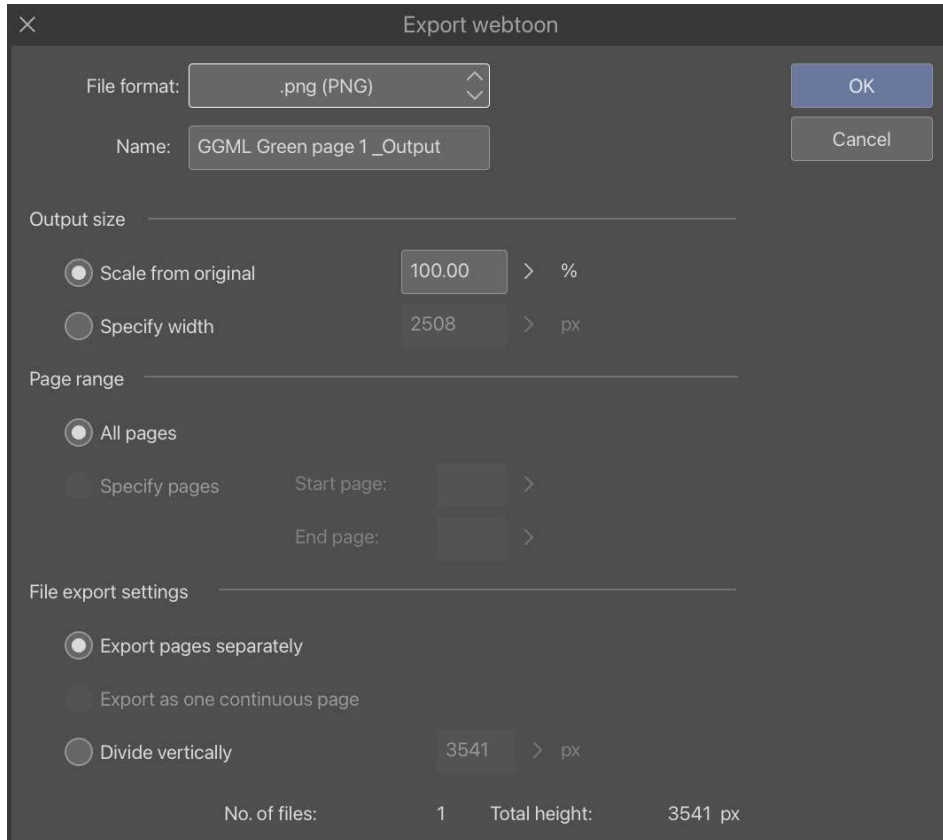 Export webtoon
File format: .png (PNG) OK
Name: GGML Green page 1 _Output Cancel
Output size
Scale from original 100.00 > %
Specify width 2508 > px
Page range
All pages
Specify pages Start page: >
End page: >
File export settings
Export pages separately
Export as one continuous page
Divide vertically 3541 > px
No. of files: 1 Total height: 3541 px